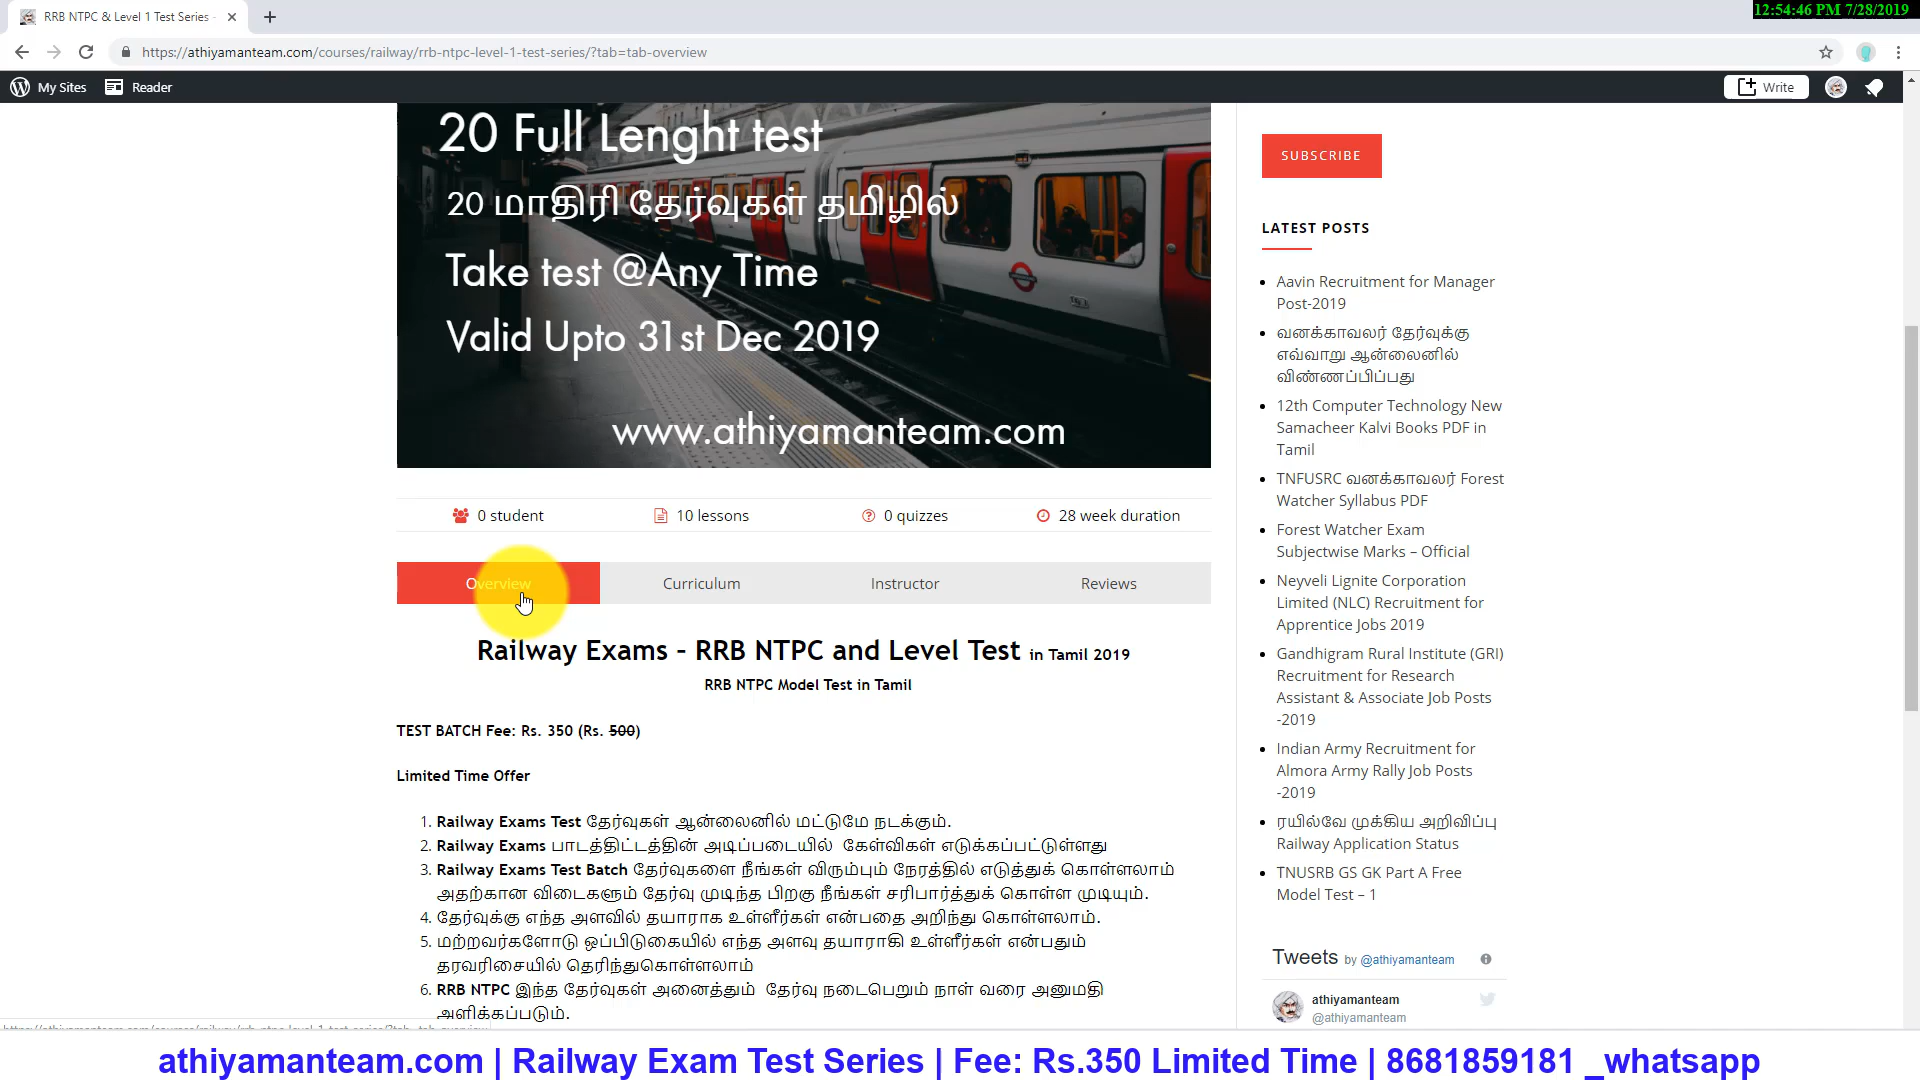 RRB NTPC & Level 1 Test Series -
12:54:46 PM 7/28/2019
https://athiyamanteam.com/courses/railway/rrb-ntpc-level-1-test-series/?tab=tab-overview
My Sites
Reader
Write
20 Full Lenght test
20 மாதிரி தேர்வுகள் தமிழில்
Take test @Any Time
Valid Upto 31st Dec 2019
www.athiyamanteam.com
0 student
10 lessons
0 quizzes
28 week duration
Overview
Curriculum
Instructor
Reviews
Railway Exams - RRB NTPC and Level Test in Tamil 2019
RRB NTPC Model Test in Tamil
TEST BATCH Fee: Rs. 350 (Rs. 500)
Limited Time Offer
1. Railway Exams Test தேர்வுகள் ஆன்லைனில் மட்டுமே நடக்கும்.
2. Railway Exams பாடத்திட்டத்தின் அடிப்படையில் கேள்விகள் எடுக்கப்பட்டுள்ளது
3. Railway Exams Test Batch தேர்வுகளை நீங்கள் விரும்பும் நேரத்தில் எடுத்துக் கொள்ளலாம்
அதற்கான விடைகளும் தேர்வு முடிந்த பிறகு நீங்கள் சரிபார்த்துக் கொள்ள முடியும்.
4. தேர்வுக்கு எந்த அளவில் தயாராக உள்ளீர்கள் என்பதை அறிந்து கொள்ளலாம்.
5. மற்றவர்களோடு ஒப்பிடுகையில் எந்த அளவு தயாராகி உள்ளீர்கள் என்பதும்
தரவரிசையில் தெரிந்துகொள்ளலாம்
6. RRB NTPC இந்த தேர்வுகள் அனைத்தும் தேர்வு நடைபெறும் நாள் வரை அனுமதி
அளிக்கப்படும்.
SUBSCRIBE
LATEST POSTS
Aavin Recruitment for Manager
Post-2019
வனக்காவலர் தேர்வுக்கு
எவ்வாறு ஆன்லைனில்
விண்ணப்பிப்பது
12th Computer Technology New
Samacheer Kalvi Books PDF in
Tamil
TNFUSRC வனக்காவலர் Forest
Watcher Syllabus PDF
Forest Watcher Exam
Subjectwise Marks – Official
Neyveli Lignite Corporation
Limited (NLC) Recruitment for
Apprentice Jobs 2019
Gandhigram Rural Institute (GRI)
Recruitment for Research
Assistant & Associate Job Posts
-2019
Indian Army Recruitment for
Almora Army Rally Job Posts
-2019
ரயில்வே முக்கிய அறிவிப்பு
Railway Application Status
TNUSRB GS GK Part A Free
Model Test – 1
Tweets by @athiyamanteam
athiyamanteam
@athiyamanteam
athiyamanteam.com | Railway Exam Test Series | Fee: Rs.350 Limited Time | 8681859181 _whatsapp